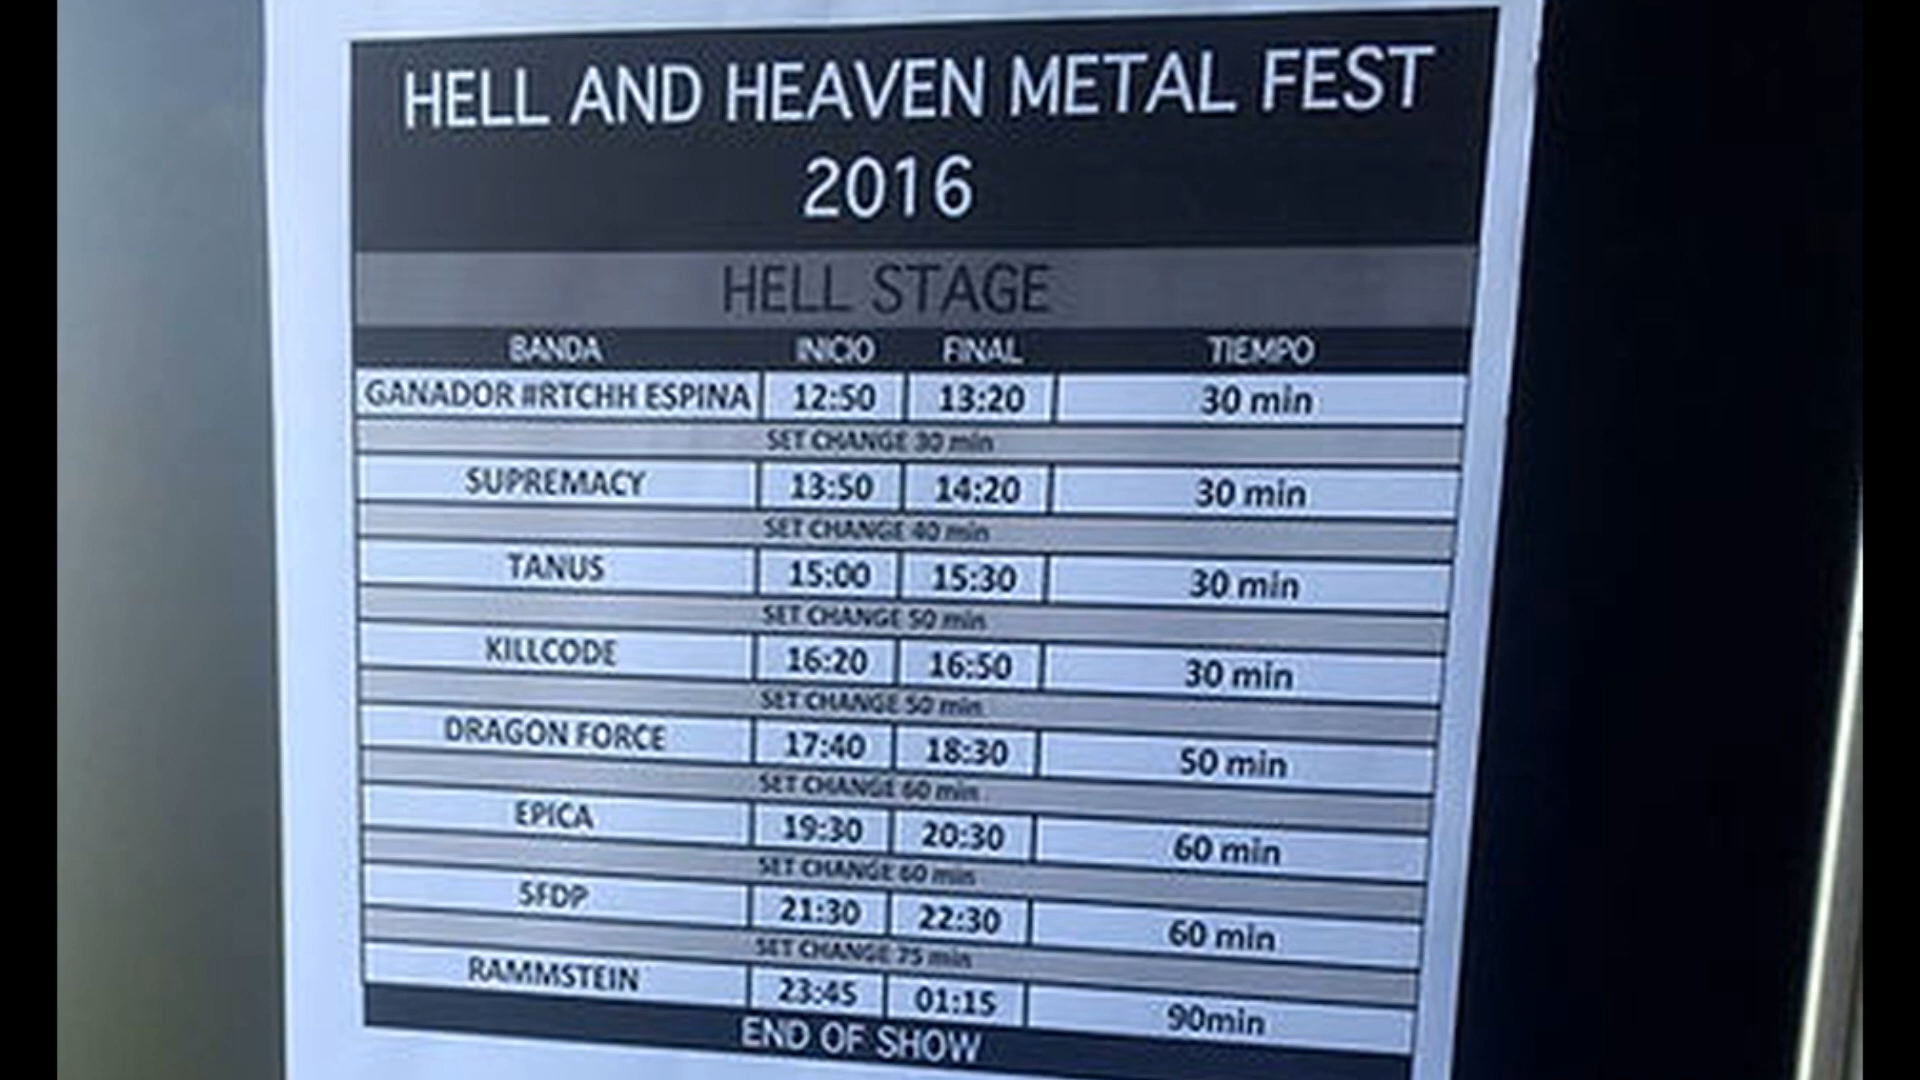 HELL AND HEAVEN METAL FEST
2016
HELL STAGE
BANDA INICIO FINAL TIEMPO
GANADOR #RTCHH ESPINA 12:50 13:20 30 min
SET CHANGE 30 min
SUPREMACY 13:50 14:20 30 min
SET CHANGE 40 min
TANUS 15:00 15:30 30 min
SET CHANGE 50 min
KILLCODE 16:20 16:50 30 min
SET CHANGE 50 min
DRAGON FORCE 17:40 18:30 50 min
SET CHANGE 60 min
EPICA 19:30 20:30 60 min
SET CHANGE 60 min
5FDP 21:30 22:30 60 min
SET CHANGE 75 min
RAMMSTEIN 23:45 01:15 90min
END OF SHOW